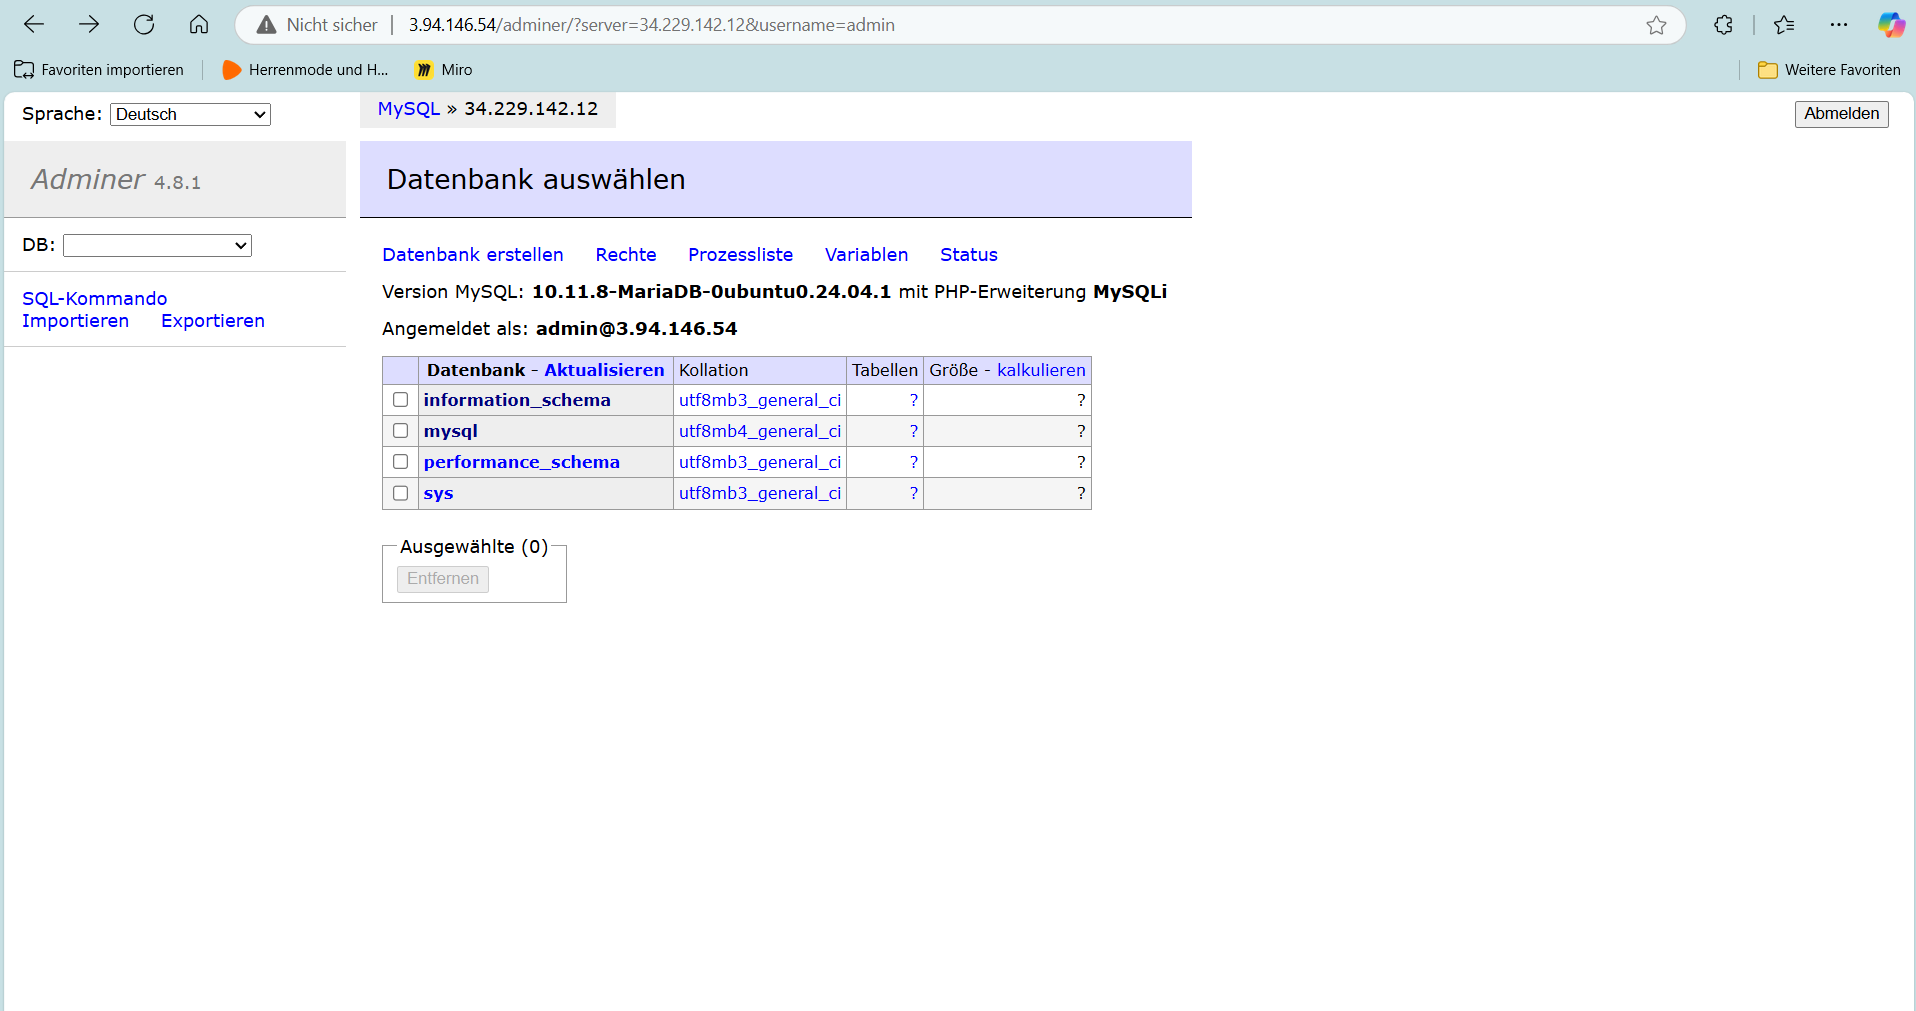 Nicht sicher 3.94.146.54/adminer/?server=34.229.142.12&username=admin
Favoriten importieren Herrenmode und H... Miro Weitere Favoriten
Sprache: Deutsch MySQL » 34.229.142.12 Abmelden
Adminer 4.8.1
Datenbank auswählen
DB:
SQL-Kommando
Importieren Exportieren
Datenbank erstellen Rechte Prozessliste Variablen Status
Version MySQL: 10.11.8-MariaDB-0ubuntu0.24.04.1 mit PHP-Erweiterung MySQLi
Angemeldet als: admin@3.94.146.54
Datenbank - Aktualisieren Kollation Tabellen Größe - kalkulieren
information_schema utf8mb3_general_ci ? ?
mysql utf8mb4_general_ci ? ?
performance_schema utf8mb3_general_ci ? ?
sys utf8mb3_general_ci ? ?
Ausgewählte (0)
Entfernen